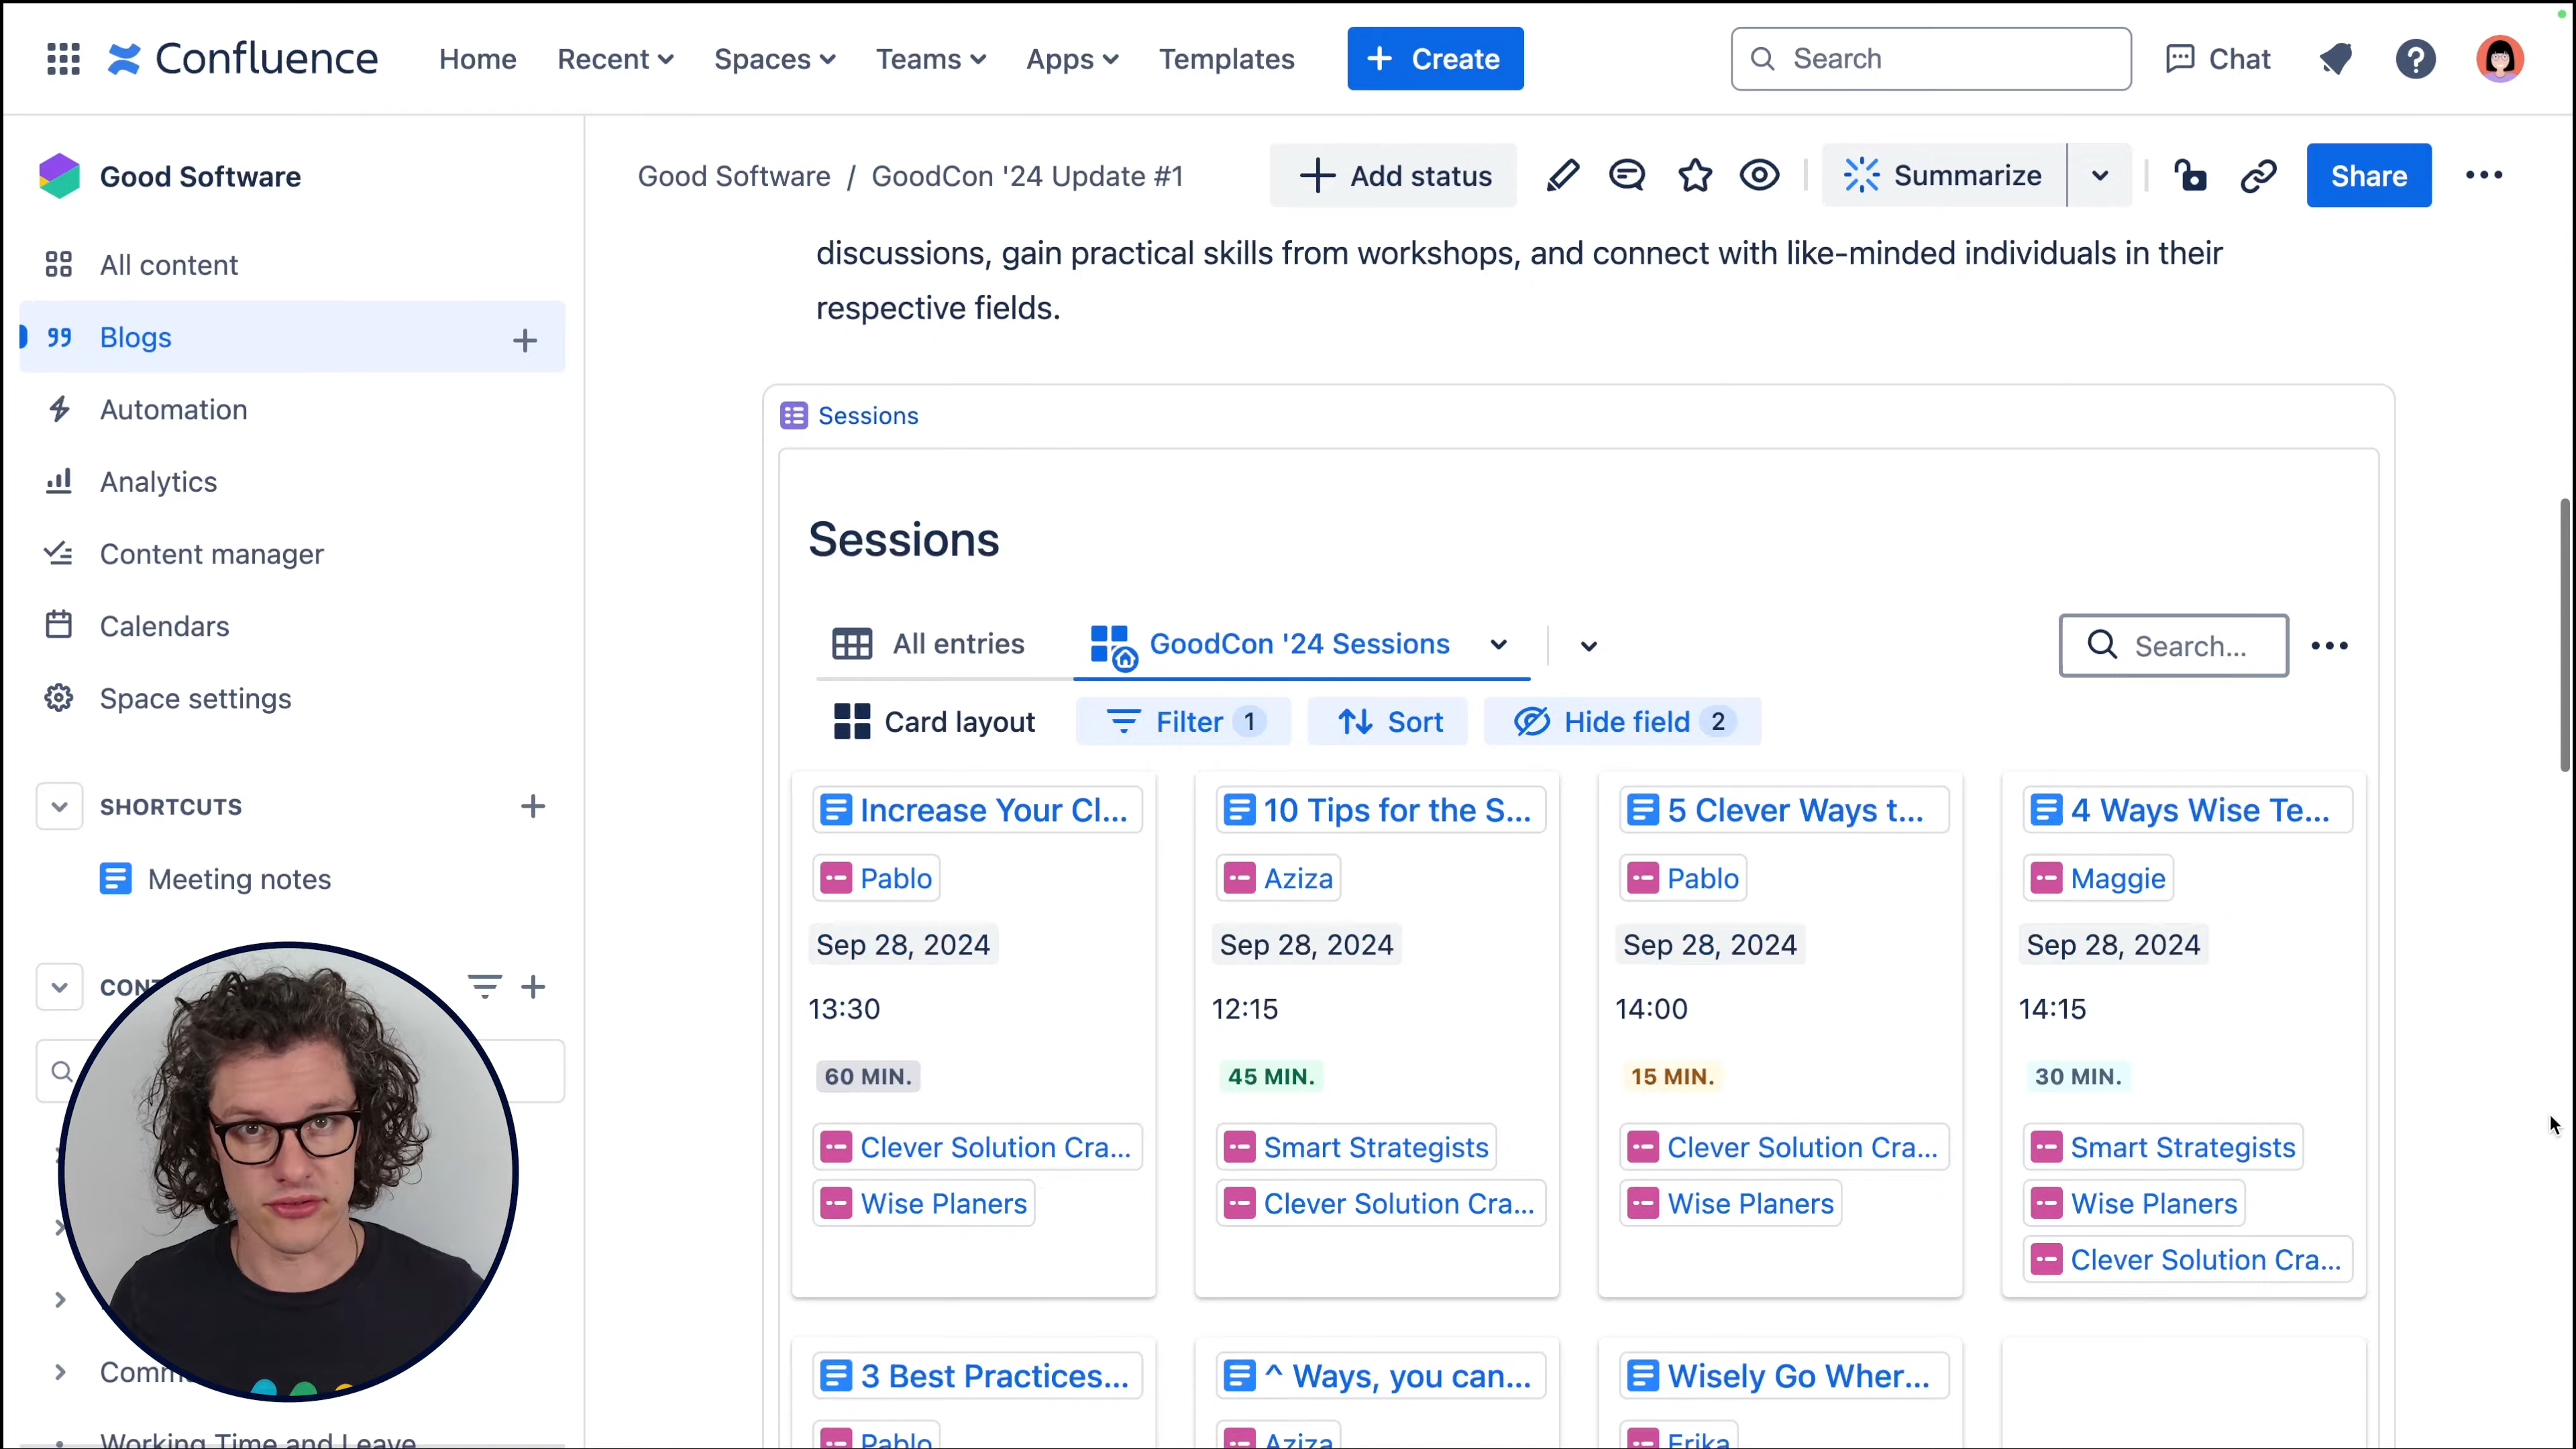 Confluence
Home Recent Spaces Teams Apps Templates + Create Search Chat
Good Software
All content
Blogs
Automation
Analytics
Content manager
Calendars
Space settings
SHORTCUTS
Meeting notes
Good Software / GoodCon '24 Update #1 Add status Summarize Share
discussions, gain practical skills from workshops, and connect with like-minded individuals in their
respective fields.
Sessions
Sessions
All entries GoodCon '24 Sessions Search...
Card layout Filter 1 Sort Hide field 2
Increase Your Cl...
Pablo
Sep 28, 2024
13:30
60 MIN.
Clever Solution Cra...
Wise Planers
10 Tips for the S...
Aziza
Sep 28, 2024
12:15
45 MIN.
Smart Strategists
Clever Solution Cra...
5 Clever Ways t...
Pablo
Sep 28, 2024
14:00
15 MIN.
Clever Solution Cra...
Wise Planers
4 Ways Wise Te...
Maggie
Sep 28, 2024
14:15
30 MIN.
Smart Strategists
Wise Planers
Clever Solution Cra...
3 Best Practices...
Pablo
^ Ways, you can...
Aziza
Wisely Go Wher...
Erika
Working Time and Leave